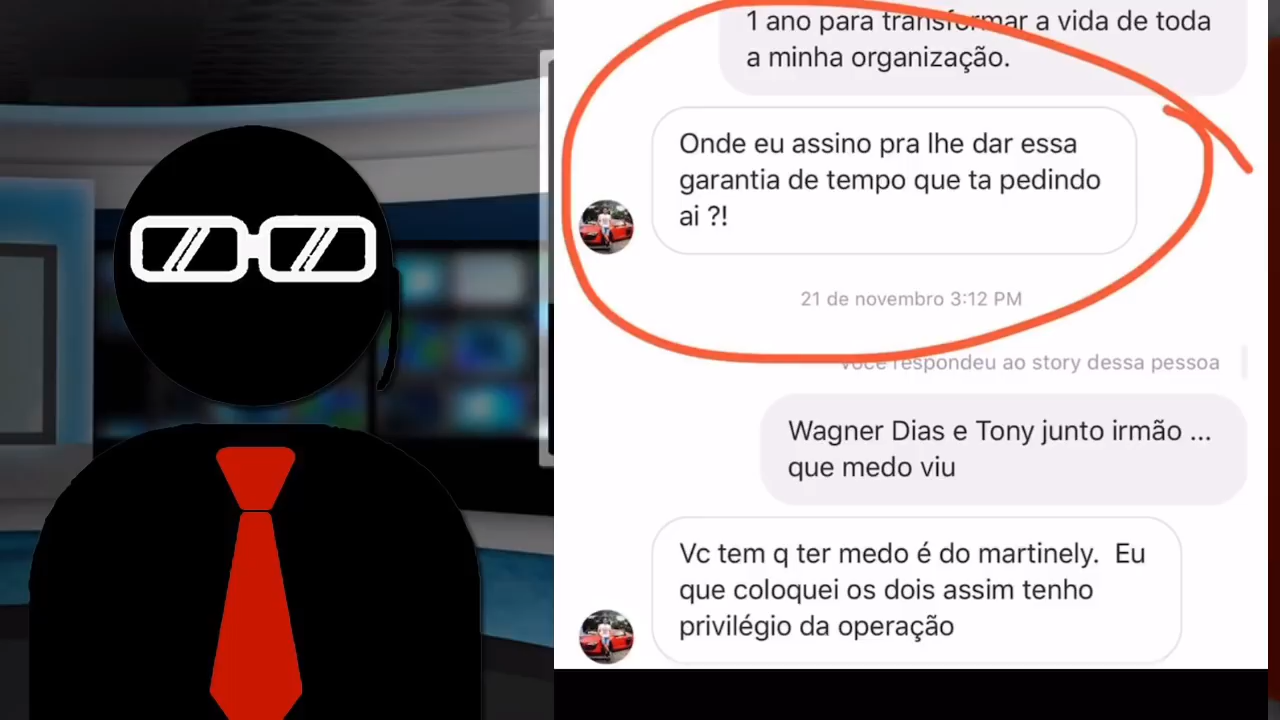 1 ano para transformar a vida de toda
a minha organização.
Onde eu assino pra lhe dar essa
garantia de tempo que ta pedindo
ai ?!
21 de novembro 3:12 PM
Você respondeu ao story dessa pessoa
Wagner Dias e Tony junto irmão ...
que medo viu
Vc tem q ter medo é do martinely.  Eu
que coloquei os dois assim tenho
privilégio da operação